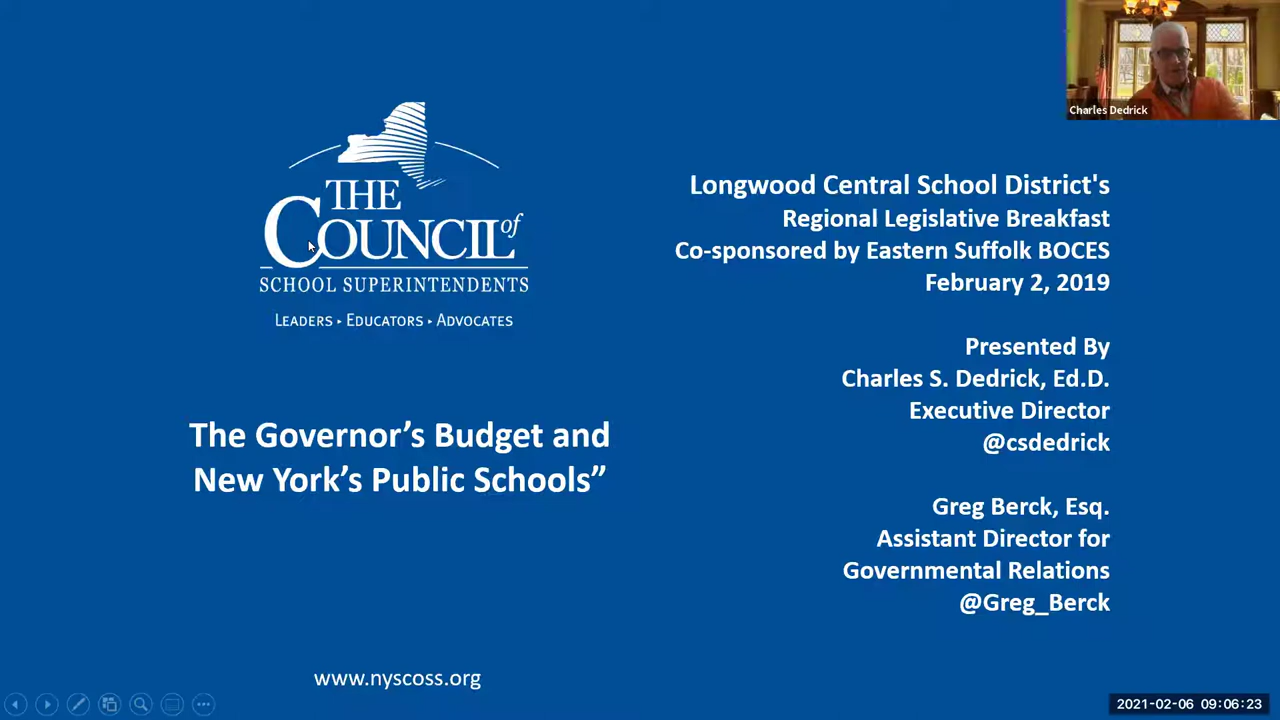 Charles Dedrick
THE
COUNCIL of
SCHOOL SUPERINTENDENTS
LEADERS ▸ EDUCATORS ▸ ADVOCATES
The Governor’s Budget and
New York’s Public Schools”
www.nyscoss.org
Longwood Central School District's
Regional Legislative Breakfast
Co-sponsored by Eastern Suffolk BOCES
February 2, 2019
Presented By
Charles S. Dedrick, Ed.D.
Executive Director
@csdedrick
Greg Berck, Esq.
Assistant Director for
Governmental Relations
@Greg_Berck
2021-02-06 09:06:23